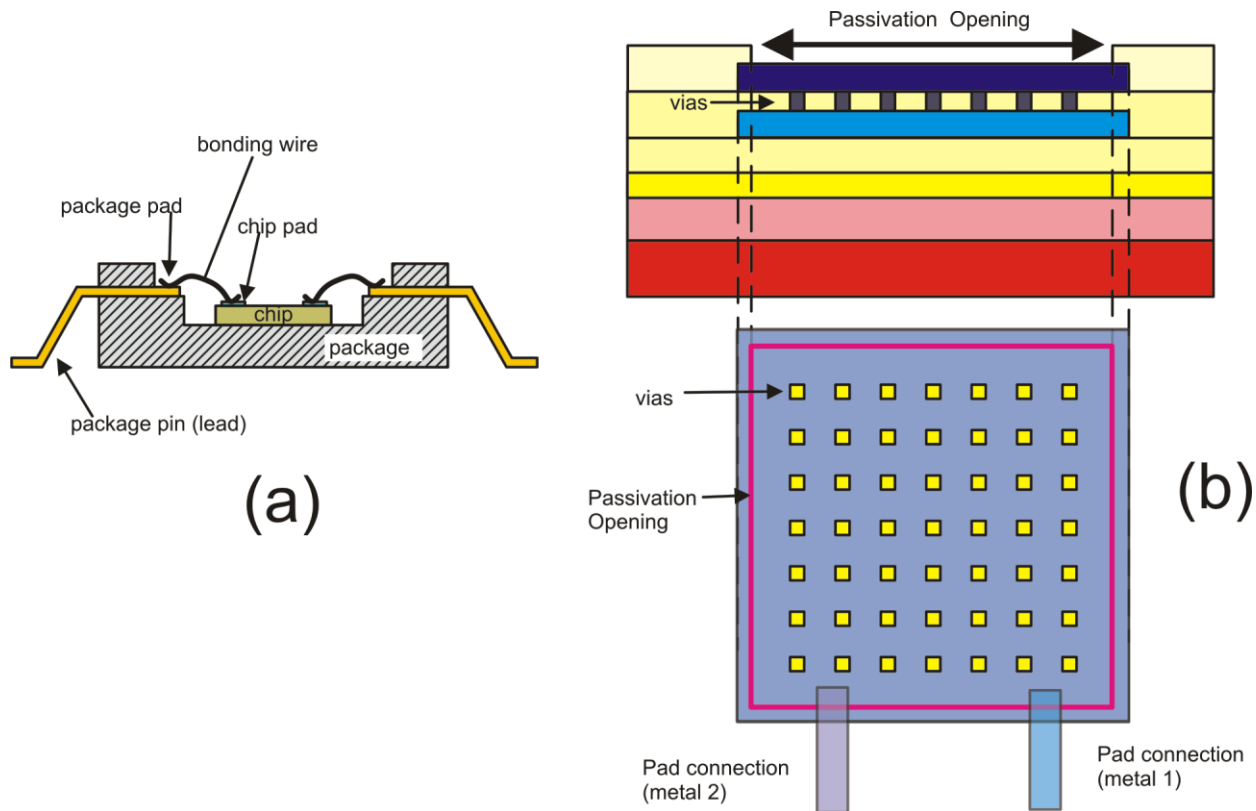 bonding wire
package pad
chip pad
chip
package
package pin (lead)
(a)
Passivation Opening
vias
vias
Passivation
Opening
(b)
Pad connection
(metal 2)
Pad connection
(metal 1)